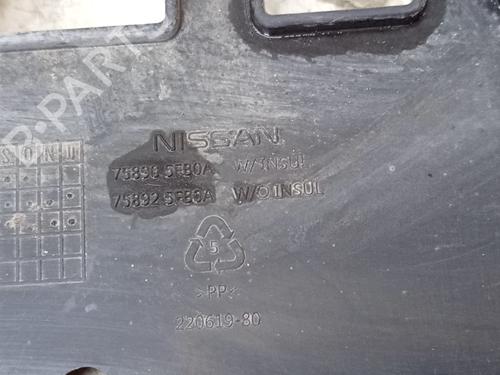 NISSAN
75890 5FB0A W/INSUL
75892 5FB0A W/O INSUL
5
>PP<
220619-80